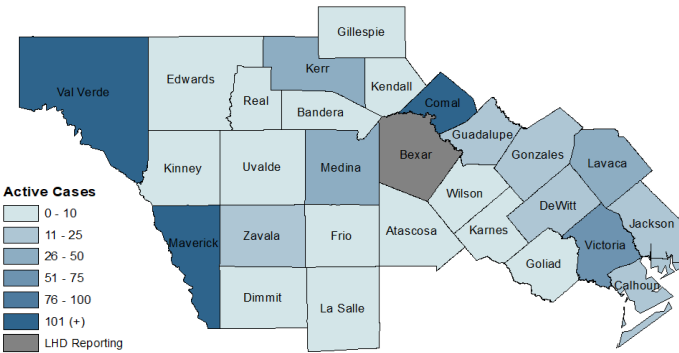 Gillespie
Val Verde
Edwards
Kerr
Kendall
Real
Bandera
Comal
Guadalupe
Bexar
Gonzales
Lavaca
Kinney
Uvalde
Medina
Wilson
DeWitt
Jackson
Maverick
Zavala
Frio
Atascosa
Karnes
Victoria
Goliad
Calhoun
Dimmit
La Salle
Active Cases
0 - 10
11 - 25
26 - 50
51 - 75
76 - 100
101 (+)
LHD Reporting